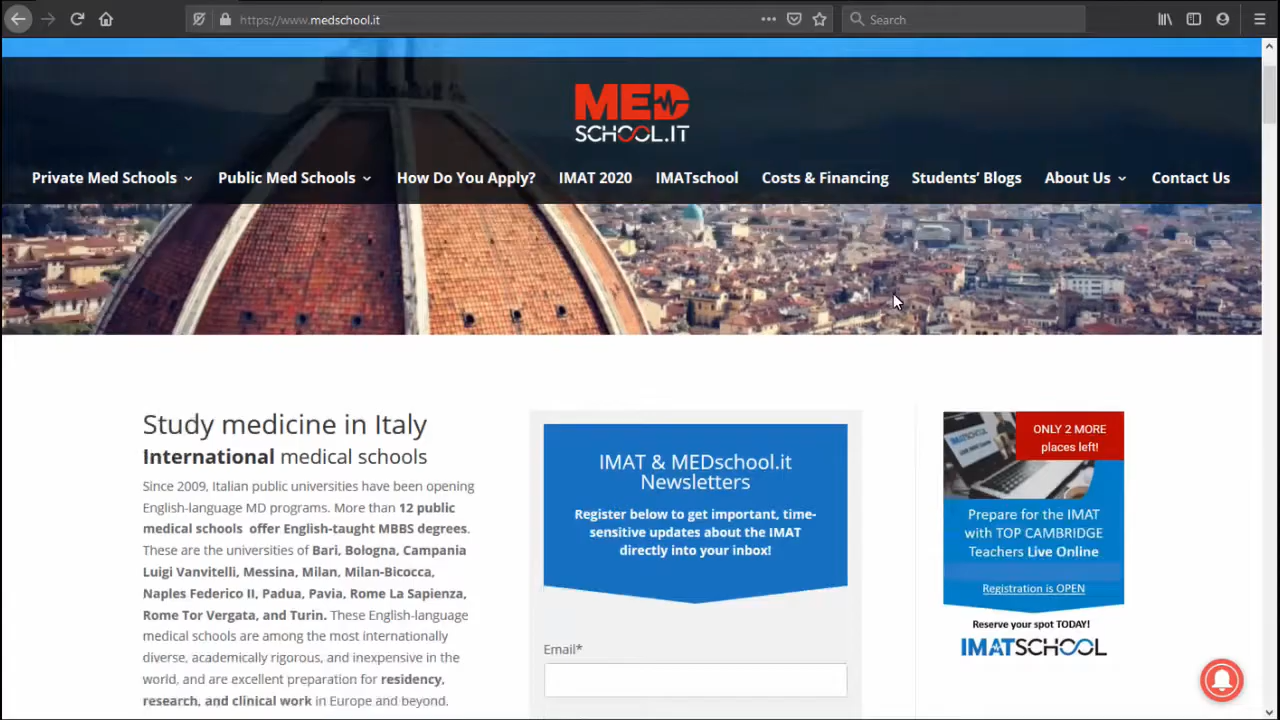 https://www.medschool.it
Search
MED
SCHOOL.IT
Private Med Schools
Public Med Schools
How Do You Apply?
IMAT 2020
IMATschool
Costs & Financing
Students’ Blogs
About Us
Contact Us
Study medicine in Italy
International medical schools
Since 2009, Italian public universities have been opening
English-language MD programs. More than 12 public
medical schools offer English-taught MBBS degrees.
These are the universities of Bari, Bologna, Campania
Luigi Vanvitelli, Messina, Milan, Milan-Bicocca,
Naples Federico II, Padua, Pavia, Rome La Sapienza,
Rome Tor Vergata, and Turin. These English-language
medical schools are among the most internationally
diverse, academically rigorous, and inexpensive in the
world, and are excellent preparation for residency,
research, and clinical work in Europe and beyond.
IMAT & MEDschool.it
Newsletters
Register below to get important, time-
sensitive updates about the IMAT
directly into your inbox!
Email*
ONLY 2 MORE
places left!
Prepare for the IMAT
with TOP CAMBRIDGE
Teachers Live Online
Registration is OPEN
Reserve your spot TODAY!
IMATSCHOOL